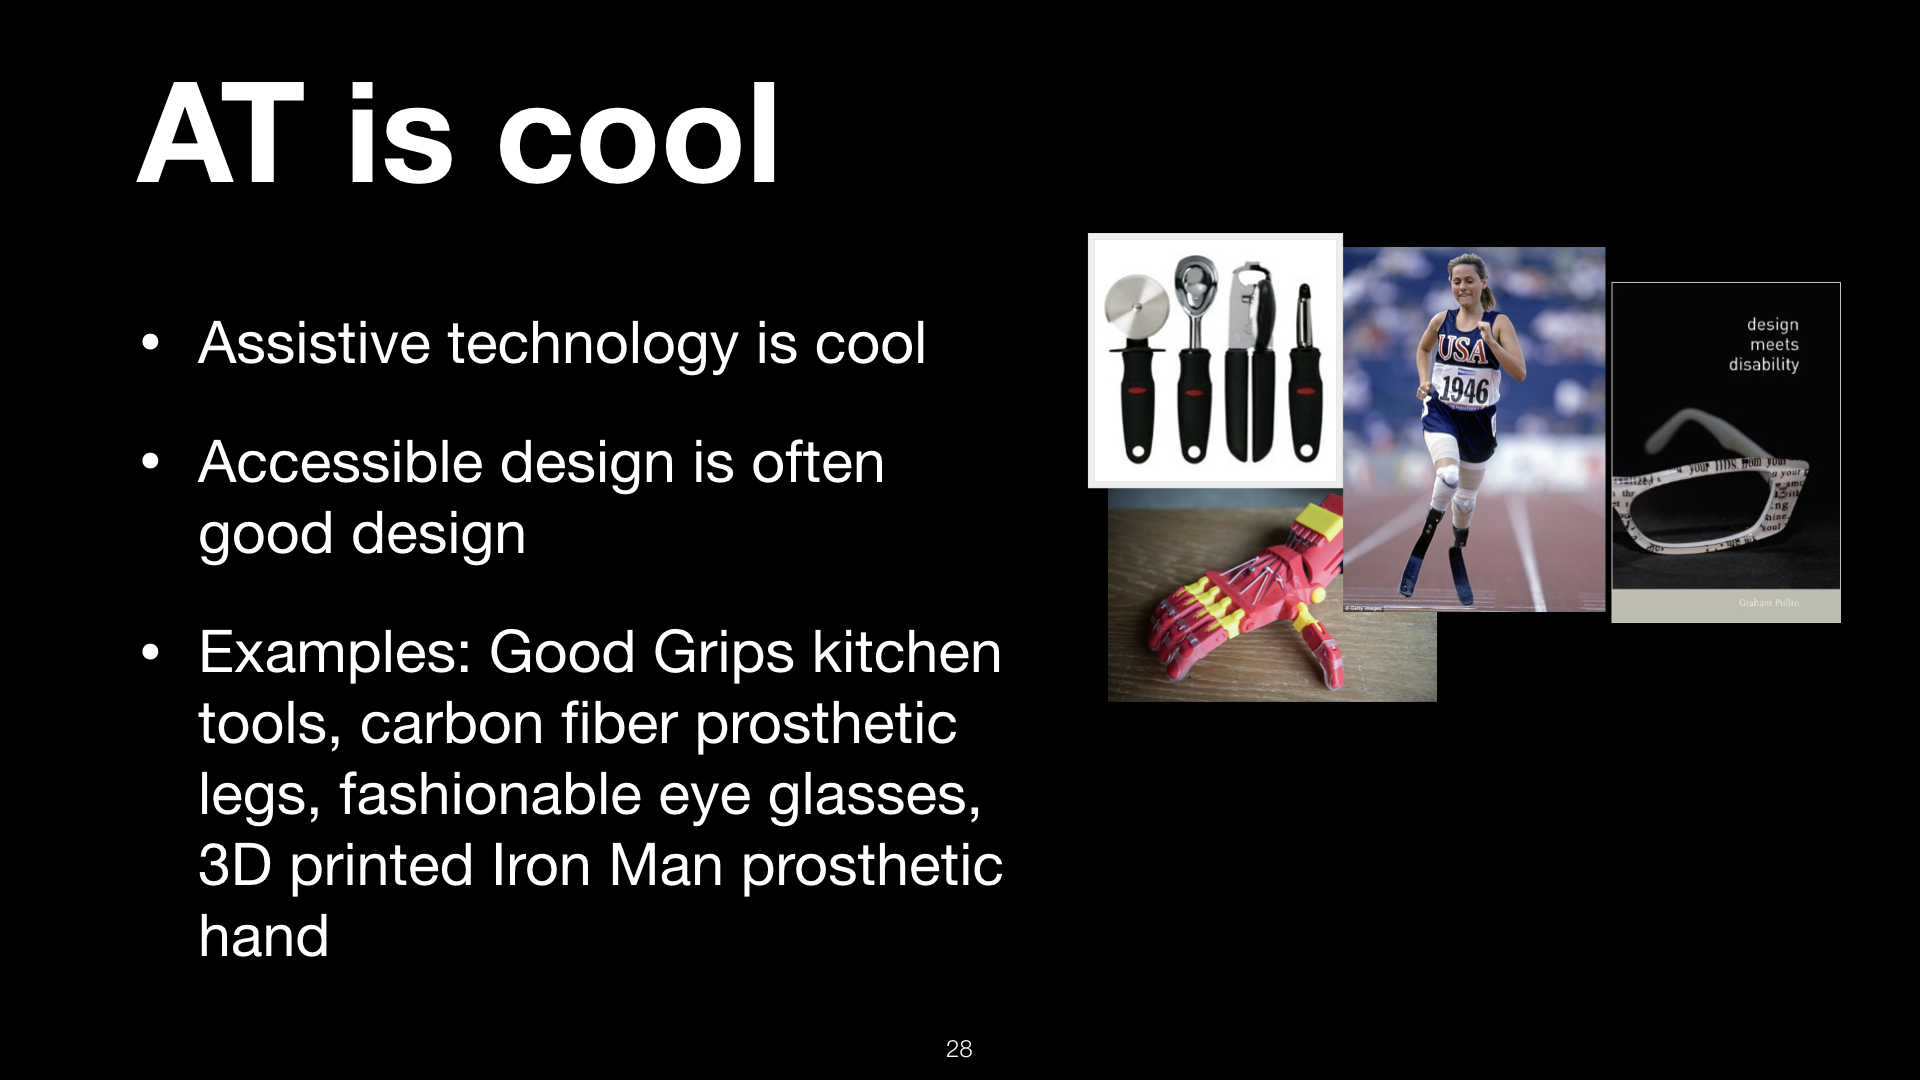 AT is cool
• Assistive technology is cool
• Accessible design is often
good design
• Examples: Good Grips kitchen
tools, carbon fiber prosthetic
legs, fashionable eye glasses,
3D printed Iron Man prosthetic
hand
USA
1946
© Getty Images
design
meets
disability
Graham Pullin
28